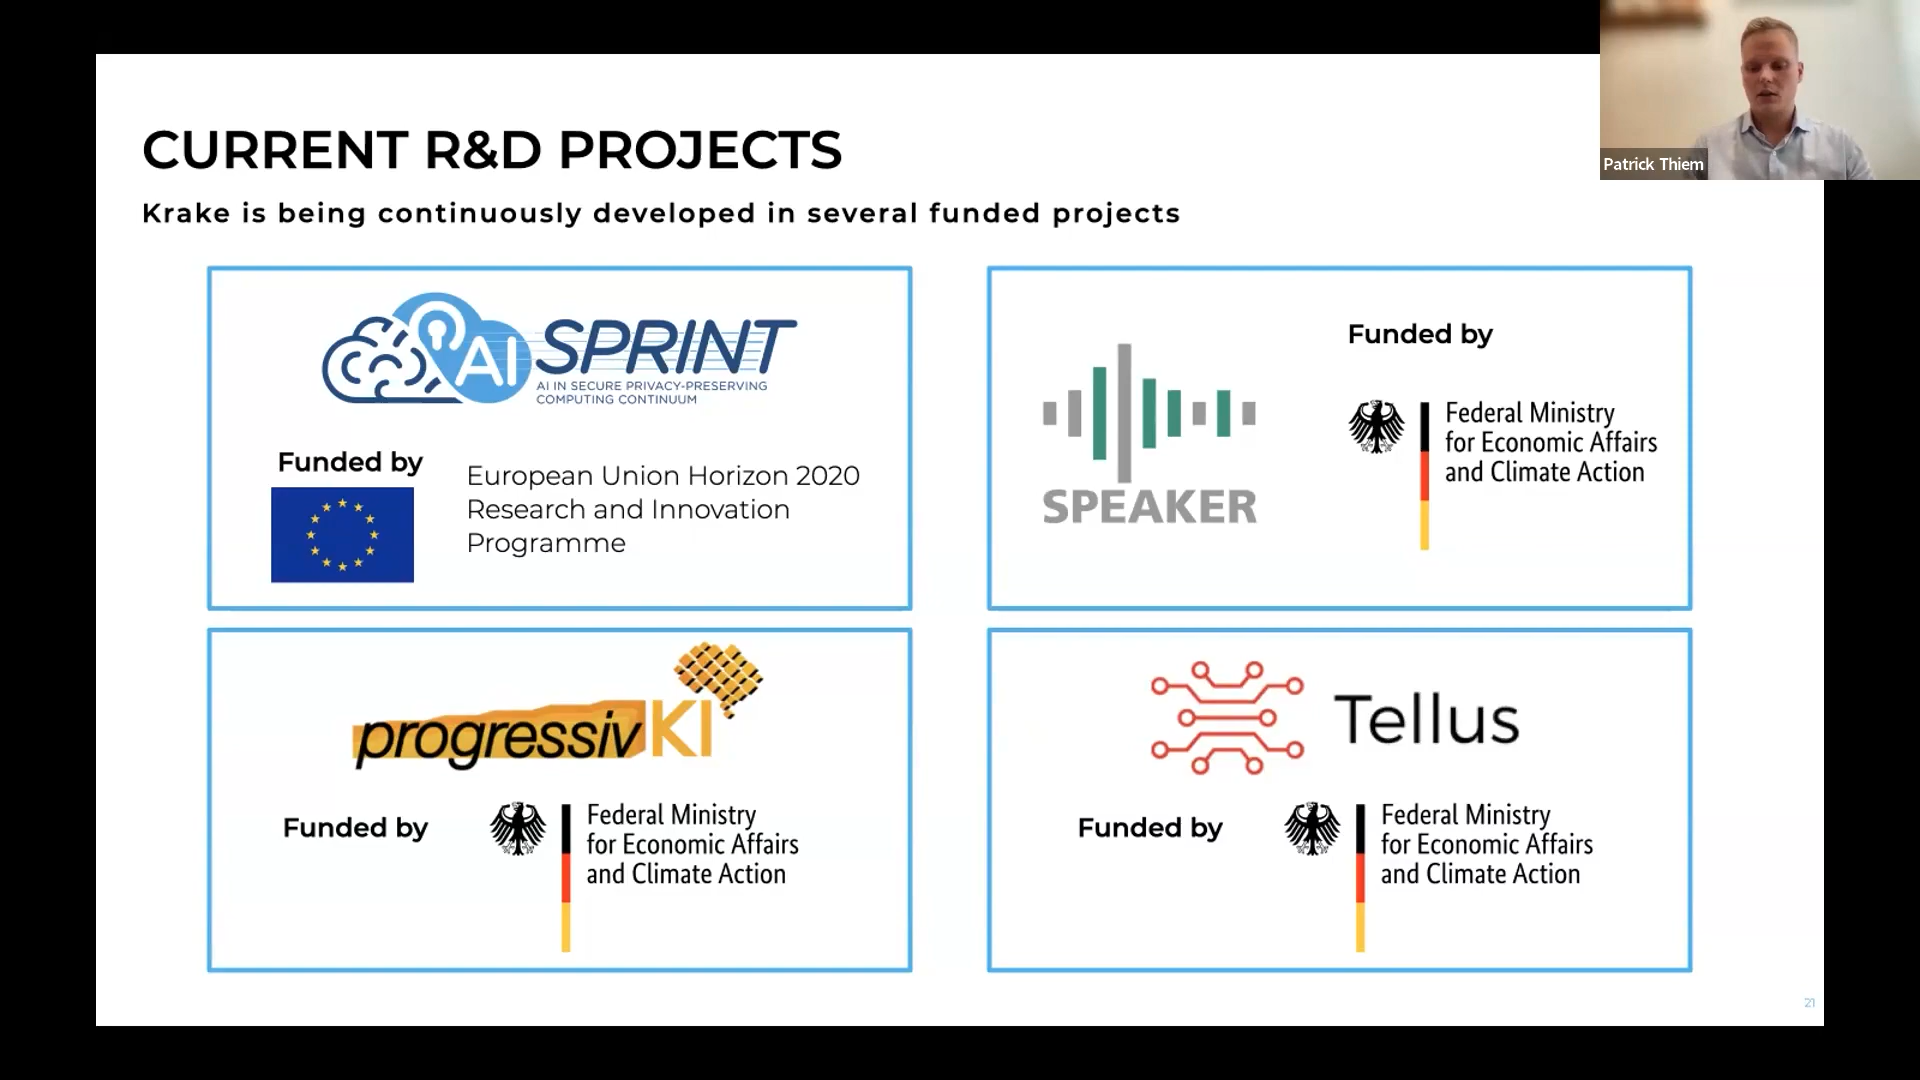 Patrick Thiem
CURRENT R&D PROJECTS
Krake is being continuously developed in several funded projects
AI SPRINT
AI IN SECURE PRIVACY-PRESERVING
COMPUTING CONTINUUM
Funded by
European Union Horizon 2020
Research and Innovation
Programme
SPEAKER
Funded by
Federal Ministry
for Economic Affairs
and Climate Action
progressivKI
Funded by
Federal Ministry
for Economic Affairs
and Climate Action
Tellus
Funded by
Federal Ministry
for Economic Affairs
and Climate Action
21